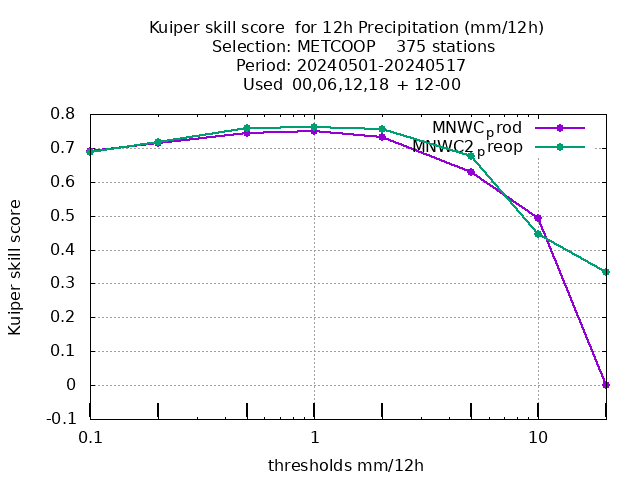 Kuiper skill score  for 12h Precipitation (mm/12h)
Selection: METCOOP    375 stations
Period: 20240501-20240517
Used  00,06,12,18 + 12-00
MNWC_prod
MNWC2_preop
0.8
0.7
0.6
0.5
0.4
0.3
0.2
0.1
0
-0.1
Kuiper skill score
0.1 1 10
thresholds mm/12h